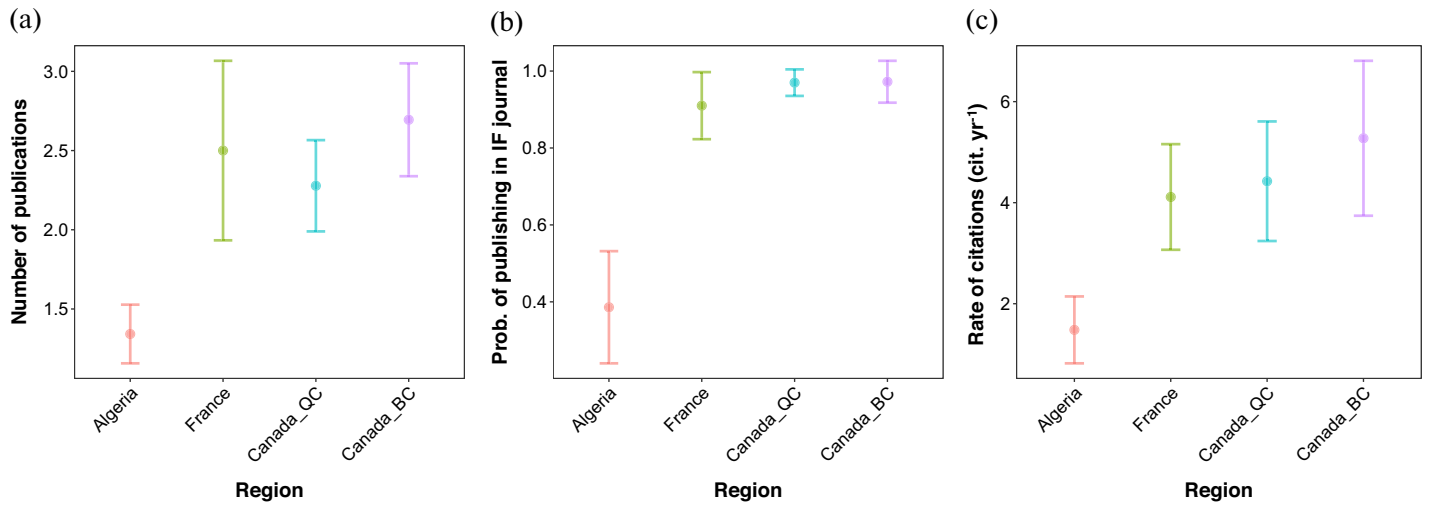 (a)
Number of publications
3.0
2.5
2.0
1.5
Algeria
France
Canada_QC
Canada_BC
Region
(b)
Prob. of publishing in IF journal
1.0
0.8
0.6
0.4
Algeria
France
Canada_QC
Canada_BC
Region
(c)
Rate of citations (cit. yr⁻¹)
6
4
2
Algeria
France
Canada_QC
Canada_BC
Region